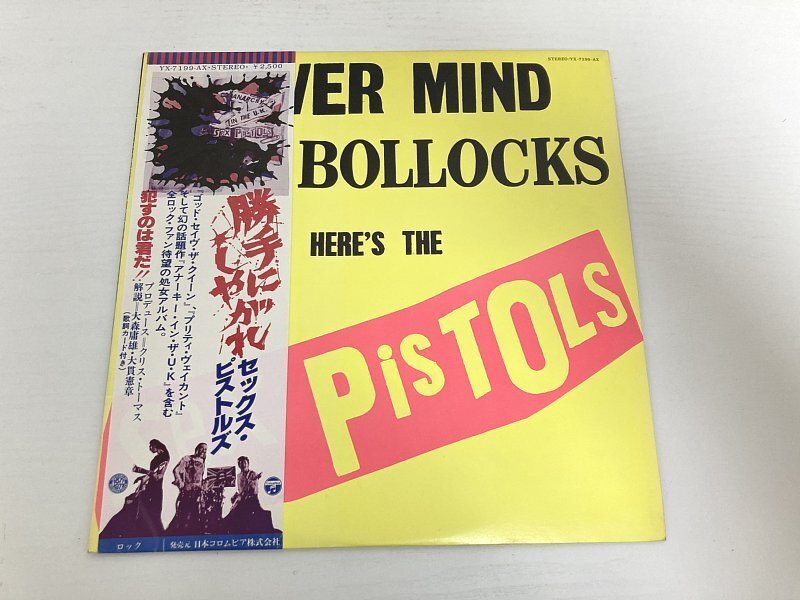 YX-7199-AX・STEREO・￥2,500
STEREO・YX-7199-AX
VER MIND
BOLLOCKS
HERE'S THE
PiSTOLS
ANARCHY
IN THE U.K.
SEX PISTOLS
勝手にしやがれ
セックス・
ピストルズ
『ゴッド・セイヴ・ザ・クイーン』、『プリティ・ヴェイカント』
そして幻の話題作『アナーキー・イン・ザ・U・K』を含む
全ロック・ファン待望の処女アルバム。
犯すのは君だ!!
プロデュース＝クリス・トーマス
解説＝大森庸雄・大貫憲章
(歌詞カード付き)
ロック
発売元 日本コロムビア株式会社